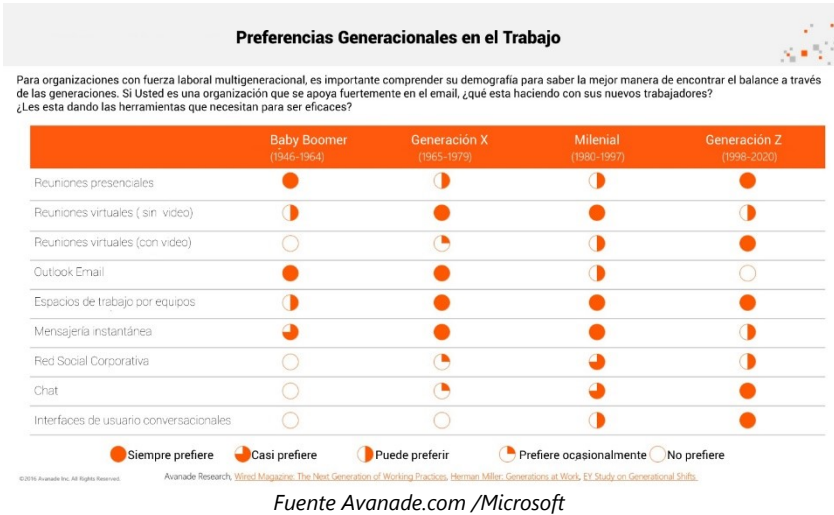 Preferencias Generacionales en el Trabajo
Para organizaciones con fuerza laboral multigeneracional, es importante comprender su demografía para saber la mejor manera de encontrar el balance a través
de las generaciones. Si Usted es una organización que se apoya fuertemente en el email, ¿qué esta haciendo con sus nuevos trabajadores?
¿Les esta dando las herramientas que necesitan para ser eficaces?
Baby Boomer Generación X Milenial Generación Z
(1946-1964) (1965-1979) (1980-1997) (1998-2020)
Reuniones presenciales
Reuniones virtuales ( sin video)
Reuniones virtuales (con video)
Outlook Email
Espacios de trabajo por equipos
Mensajería instantánea
Red Social Corporativa
Chat
Interfaces de usuario conversacionales
Siempre prefiere Casi prefiere Puede preferir Prefiere ocasionalmente No prefiere
©2016 Avanade Inc. All Rights Reserved. Avanade Research, Wired Magazine: The Next Generation of Working Practices, Herman Miller: Generations at Work, EY Study on Generational Shifts.
Fuente Avanade.com /Microsoft